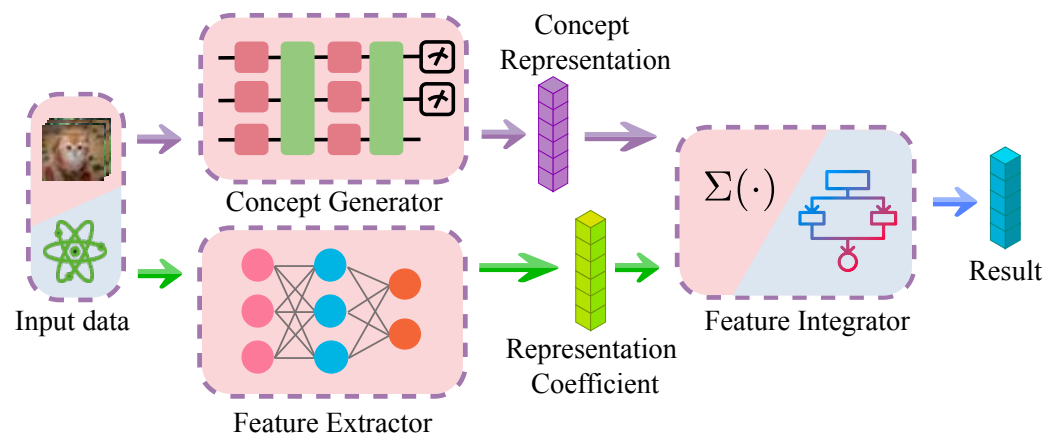 Concept
Representation
Concept Generator
Σ(·)
Input data
Result
Representation
Coefficient
Feature Integrator
Feature Extractor